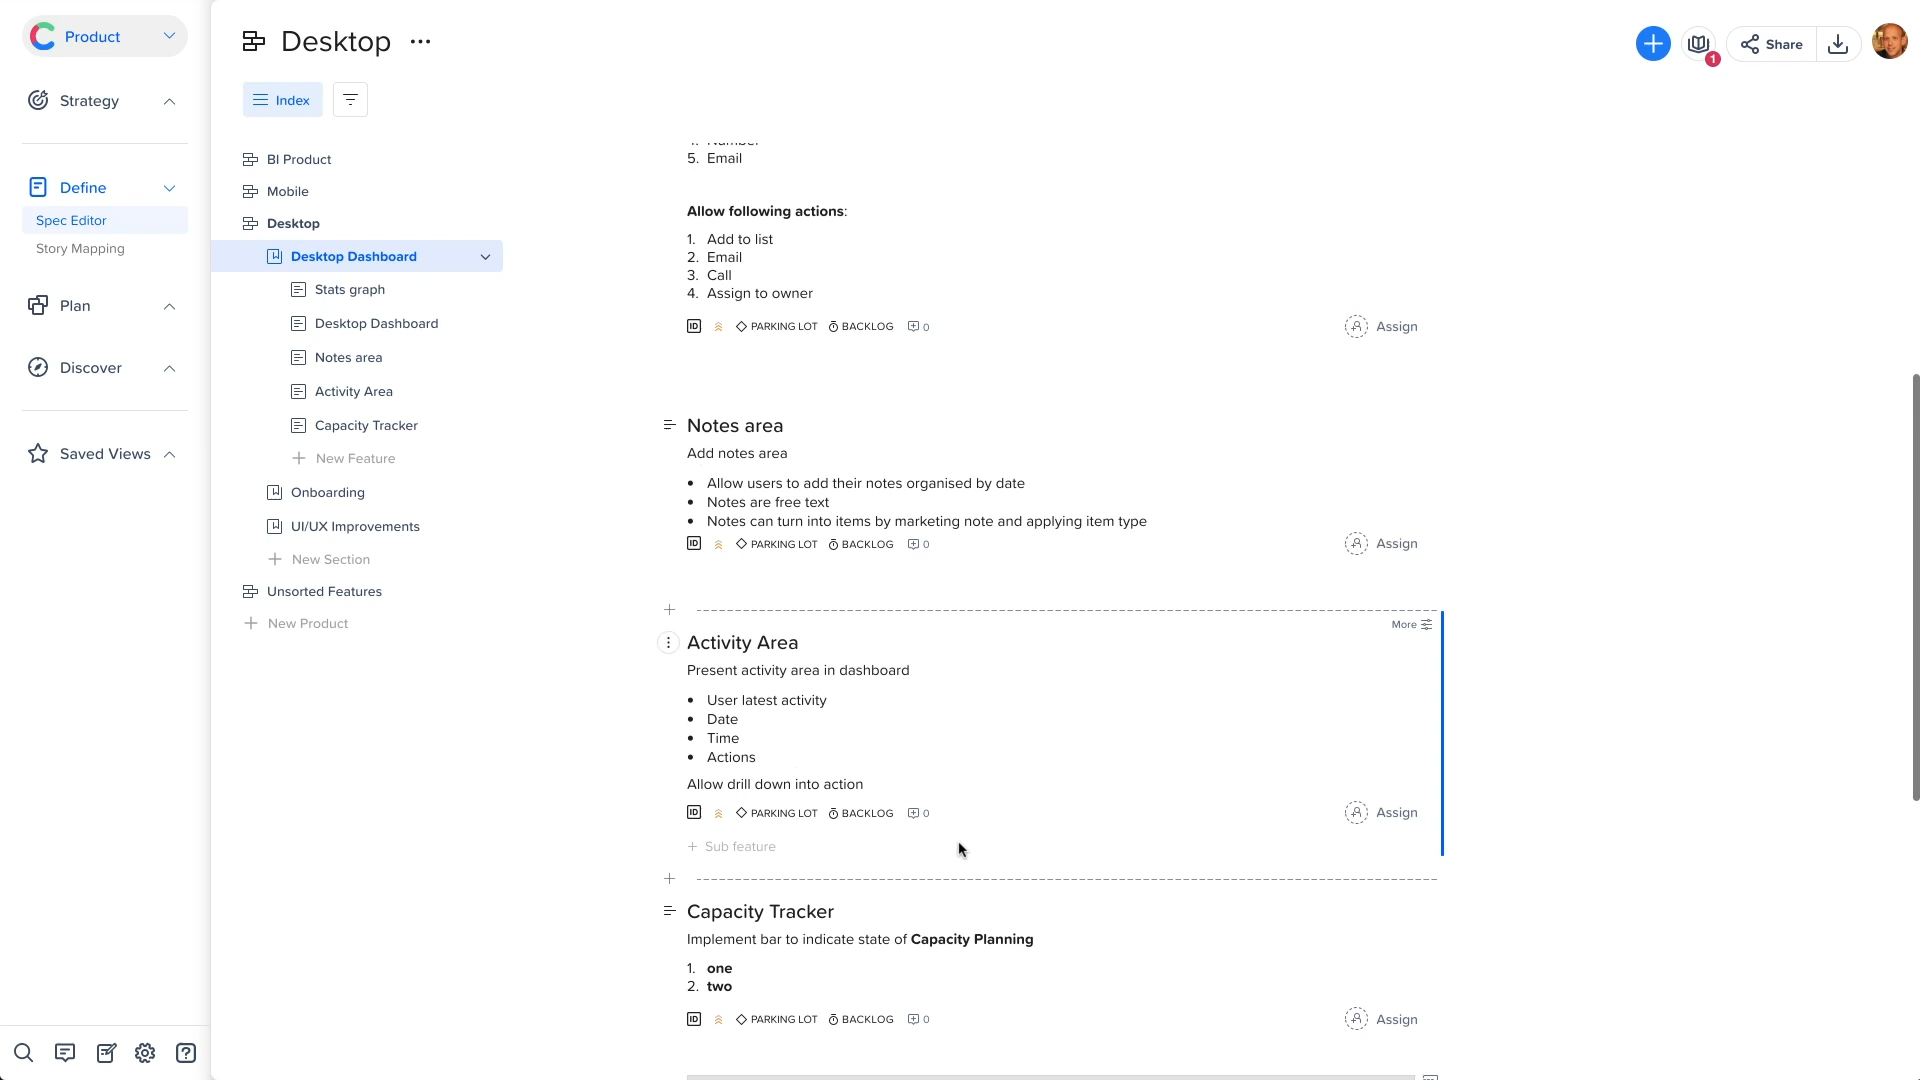 Product
Strategy
Define
Spec Editor
Story Mapping
Plan
Discover
Saved Views
Desktop
Index
1
Share
BI Product
Mobile
Desktop
Desktop Dashboard
Stats graph
Desktop Dashboard
Notes area
Activity Area
Capacity Tracker
New Feature
Onboarding
UI/UX Improvements
New Section
Unsorted Features
New Product
4. Number
5. Email
Allow following actions:
1. Add to list
2. Email
3. Call
4. Assign to owner
ID PARKING LOT BACKLOG 0 Assign
Notes area
Add notes area
• Allow users to add their notes organised by date
• Notes are free text
• Notes can turn into items by marketing note and applying item type
ID PARKING LOT BACKLOG 0 Assign
More
Activity Area
Present activity area in dashboard
• User latest activity
• Date
• Time
• Actions
Allow drill down into action
ID PARKING LOT BACKLOG 0 Assign
+ Sub feature
Capacity Tracker
Implement bar to indicate state of Capacity Planning
1. one
2. two
ID PARKING LOT BACKLOG 0 Assign